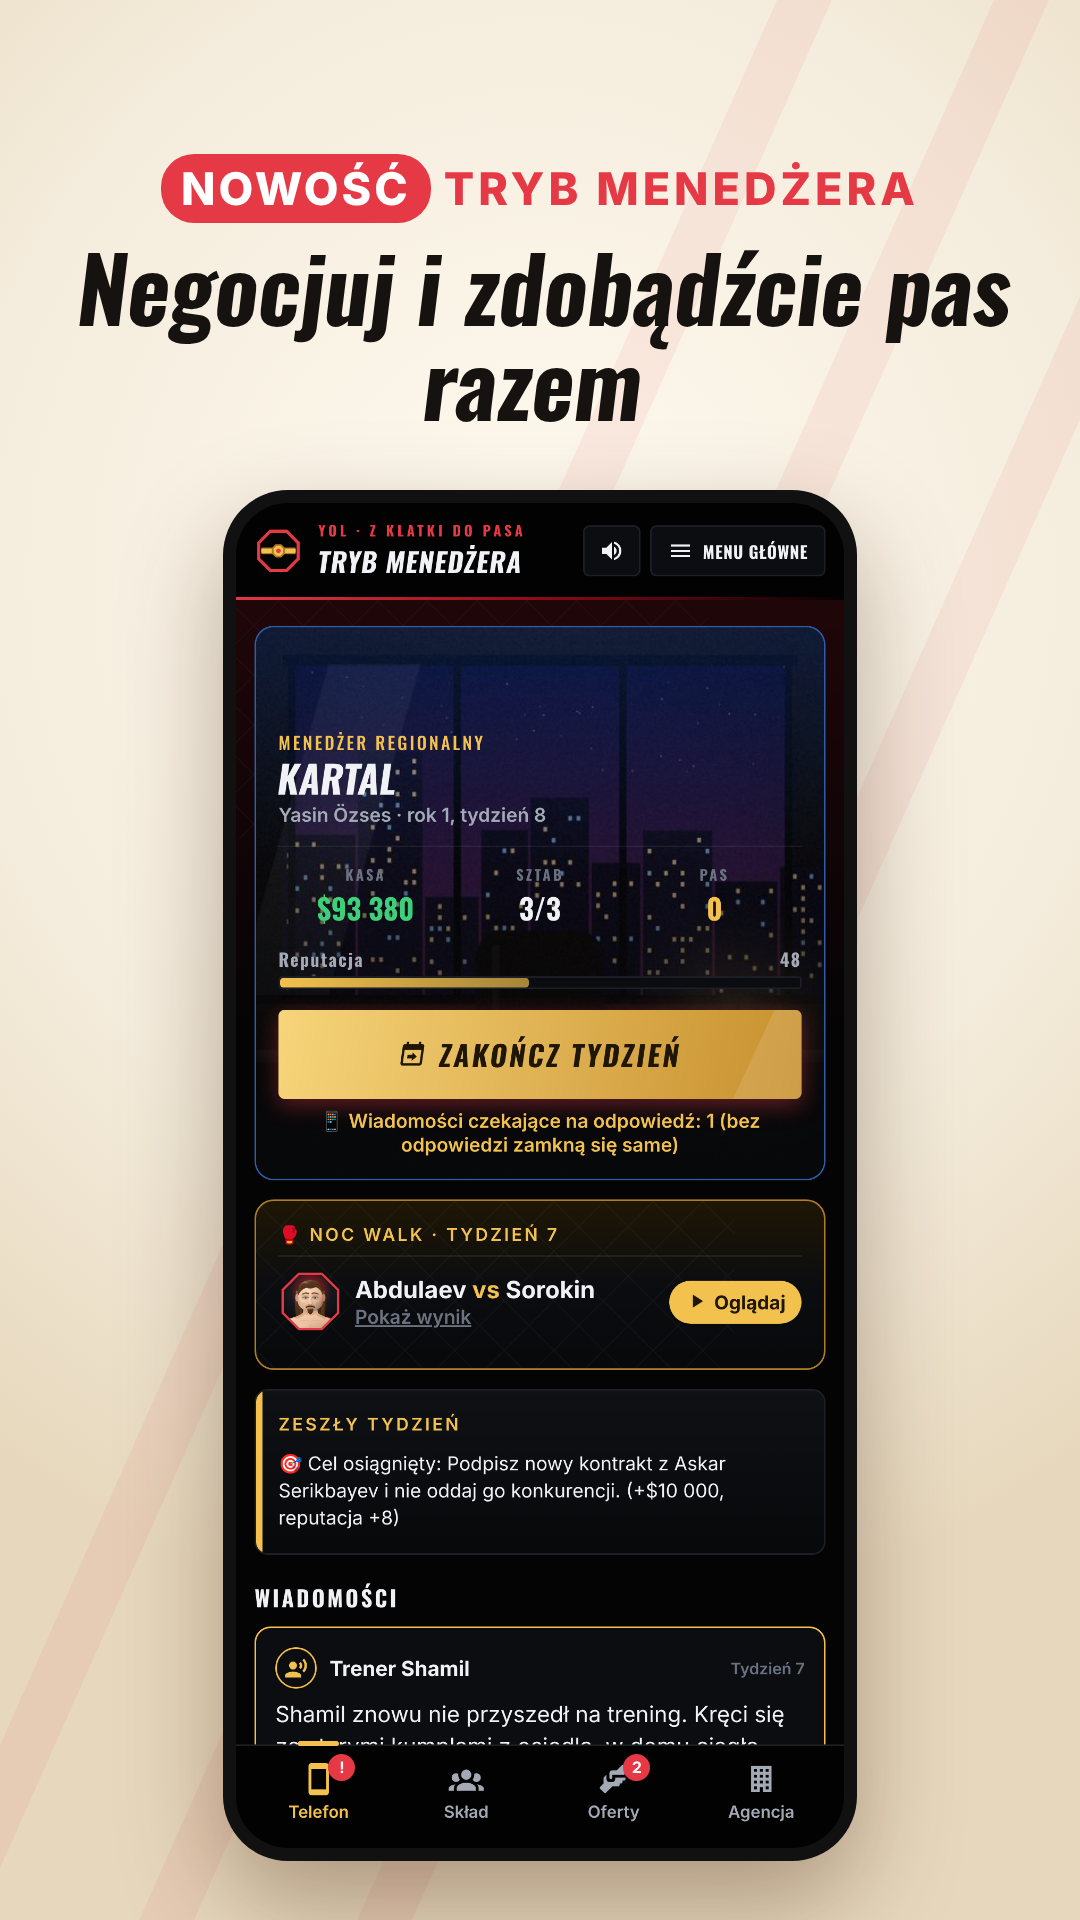 NOWOŚĆ TRYB MENEDŻERA
Negocjuj i zdobądźcie pas
razem
YOL · Z KLATKI DO PASA
TRYB MENEDŻERA
MENU GŁÓWNE
MENEDŻER REGIONALNY
KARTAL
Yasin Özses · rok 1, tydzień 8
KASA SZTAB PAS
$93 380 3/3 0
Reputacja 48
ZAKOŃCZ TYDZIEŃ
Wiadomości czekające na odpowiedź: 1 (bez
odpowiedzi zamkną się same)
NOC WALK · TYDZIEŃ 7
Abdulaev vs Sorokin
Pokaż wynik
Oglądaj
ZESZŁY TYDZIEŃ
Cel osiągnięty: Podpisz nowy kontrakt z Askar
Serikbayev i nie oddaj go konkurencji. (+$10 000,
reputacja +8)
WIADOMOŚCI
Trener Shamil Tydzień 7
Shamil znowu nie przyszedł na trening. Kręci się
! 2
Telefon Skład Oferty Agencja